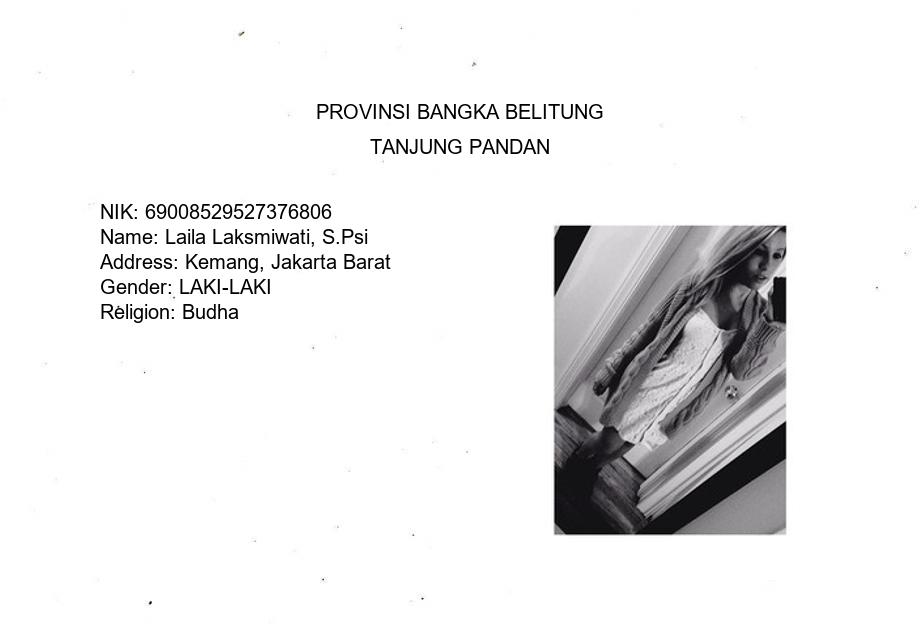 PROVINSI BANGKA BELITUNG
TANJUNG PANDAN
NIK: 69008529527376806
Name: Laila Laksmiwati, S.Psi
Address: Kemang, Jakarta Barat
Gender: LAKI-LAKI
Religion: Budha